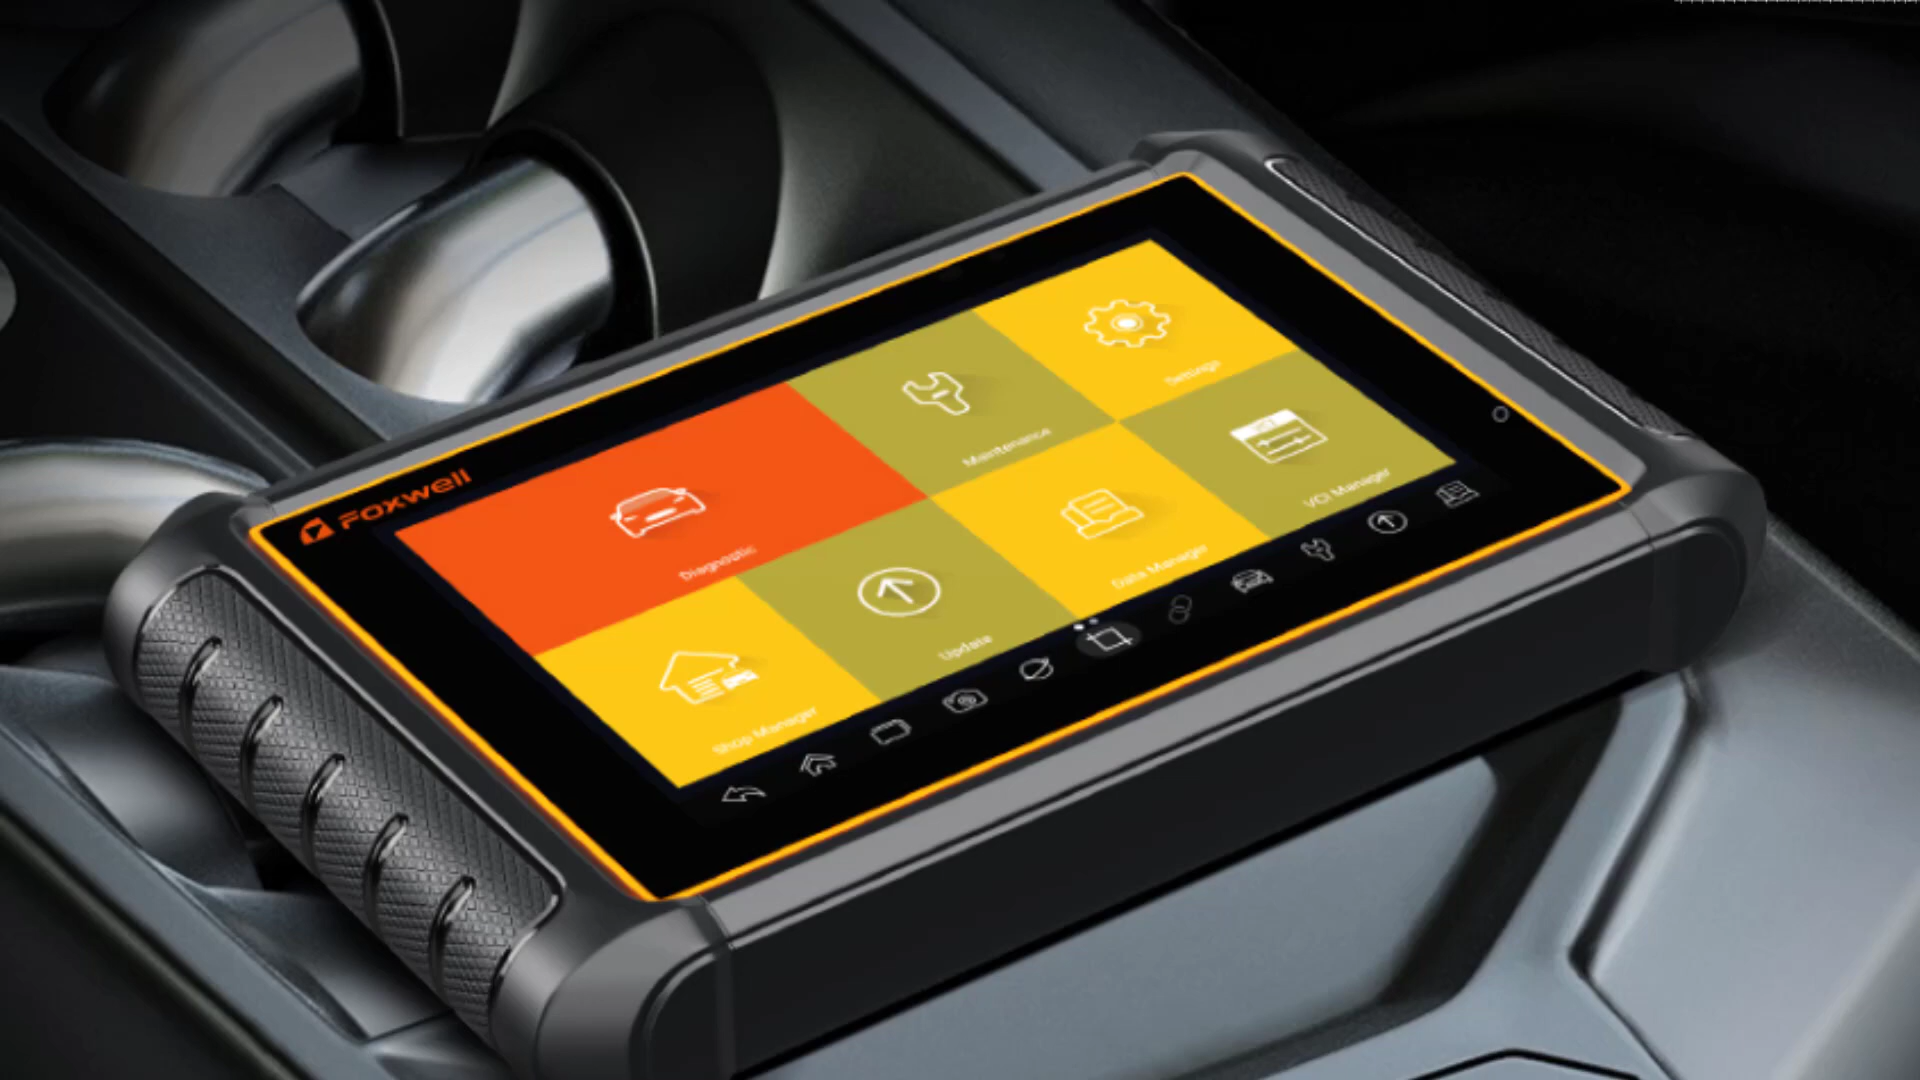 FOXWELL
Diagnostic
Maintenance
Settings
Shop Manager
Update
Data Manager
VCI Manager